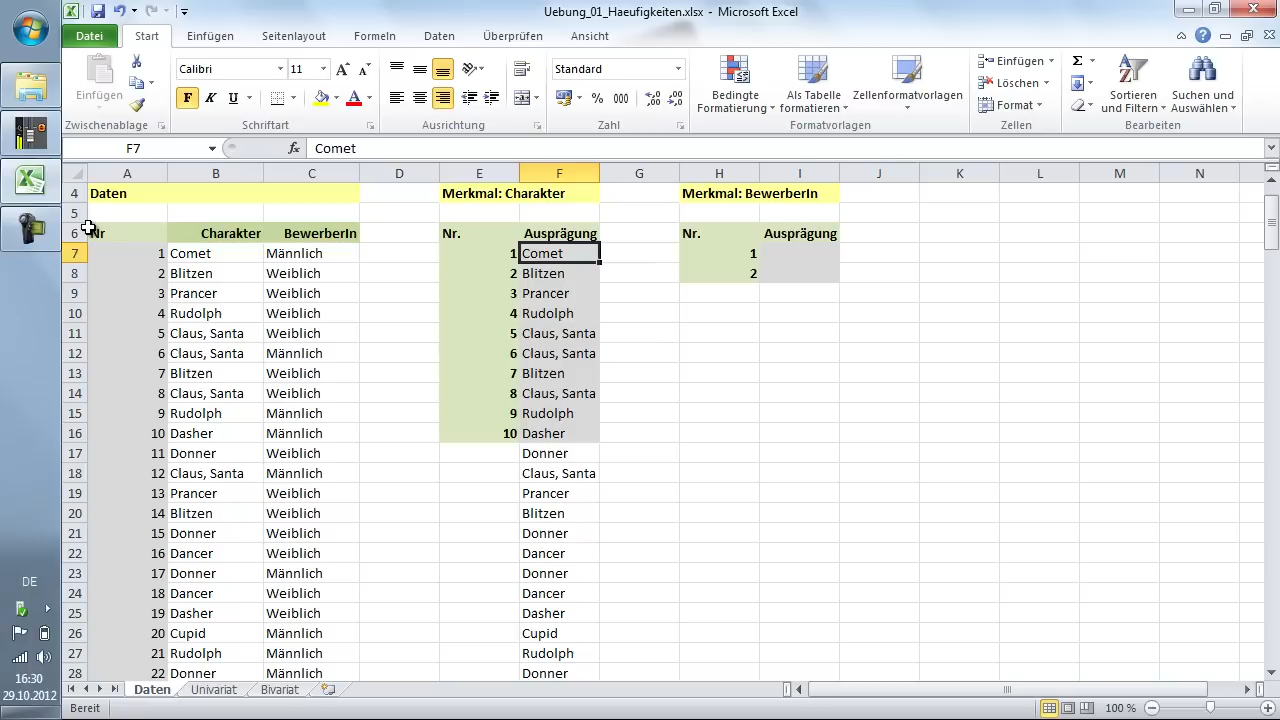 Uebung_01_Haeufigkeiten.xlsx - Microsoft Excel
Datei Start Einfügen Seitenlayout Formeln Daten Überprüfen Ansicht
Einfügen
Zwischenablage
Calibri 11
F K U
Schriftart
Ausrichtung
Standard
% 000
Zahl
Bedingte Formatierung
Als Tabelle formatieren
Zellenformatvorlagen
Formatvorlagen
Einfügen
Löschen
Format
Zellen
Sortieren und Filtern
Suchen und Auswählen
Bearbeiten
F7 fx Comet
A B C D E F G H I J K L M N
4 Daten Merkmal: Charakter Merkmal: BewerberIn
5
6 Nr Charakter BewerberIn Nr. Ausprägung Nr. Ausprägung
7 1 Comet Männlich 1 Comet 1
8 2 Blitzen Weiblich 2 Blitzen 2
9 3 Prancer Weiblich 3 Prancer
10 4 Rudolph Weiblich 4 Rudolph
11 5 Claus, Santa Weiblich 5 Claus, Santa
12 6 Claus, Santa Männlich 6 Claus, Santa
13 7 Blitzen Weiblich 7 Blitzen
14 8 Claus, Santa Weiblich 8 Claus, Santa
15 9 Rudolph Männlich 9 Rudolph
16 10 Dasher Männlich 10 Dasher
17 11 Donner Weiblich Donner
18 12 Claus, Santa Männlich Claus, Santa
19 13 Prancer Weiblich Prancer
20 14 Blitzen Weiblich Blitzen
21 15 Donner Weiblich Donner
22 16 Dancer Weiblich Dancer
23 17 Donner Männlich Donner
24 18 Dancer Weiblich Dancer
25 19 Dasher Weiblich Dasher
26 20 Cupid Männlich Cupid
27 21 Rudolph Männlich Rudolph
28 22 Donner Männlich Donner
Daten Univariat Bivariat
Bereit 100 %
DE
16:30
29.10.2012